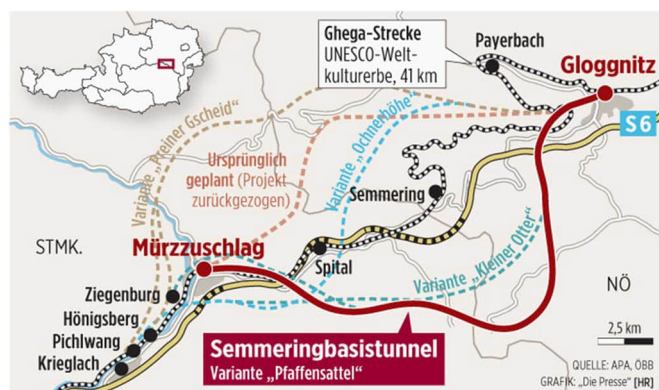 Ghega-Strecke
UNESCO-Welt-
kulturerbe, 41 km
Payerbach
Gloggnitz
S6
Variante „Preiner Gscheid“
Ursprünglich
geplant (Projekt
zurückgezogen)
Variante „Ochnerhöhe“
Semmering
STMK.
Mürzzuschlag
Spital
Variante „Kleiner Otter“
NÖ
Ziegenburg
Hönigsberg
Pichlwang
Krieglach
Semmeringbasistunnel
Variante „Pfaffensattel“
2,5 km
QUELLE: APA, ÖBB
GRAFIK: „Die Presse“ [HR]